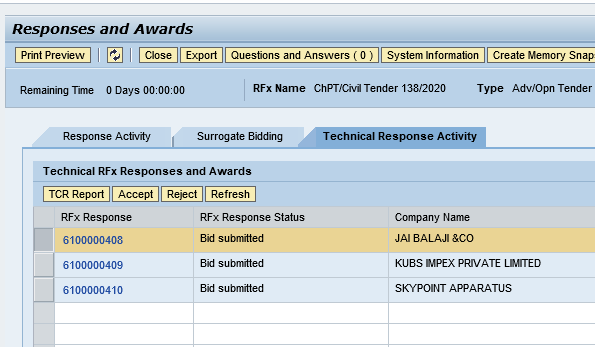 Responses and Awards
Print Preview Close Export Questions and Answers ( 0 ) System Information Create Memory Snap
Remaining Time 0 Days 00:00:00 RFx Name ChPT/Civil Tender 138/2020 Type Adv/Opn Tender
Response Activity Surrogate Bidding Technical Response Activity
Technical RFx Responses and Awards
TCR Report Accept Reject Refresh
RFx Response RFx Response Status Company Name
6100000408 Bid submitted JAI BALAJI &CO
6100000409 Bid submitted KUBS IMPEX PRIVATE LIMITED
6100000410 Bid submitted SKYPOINT APPARATUS